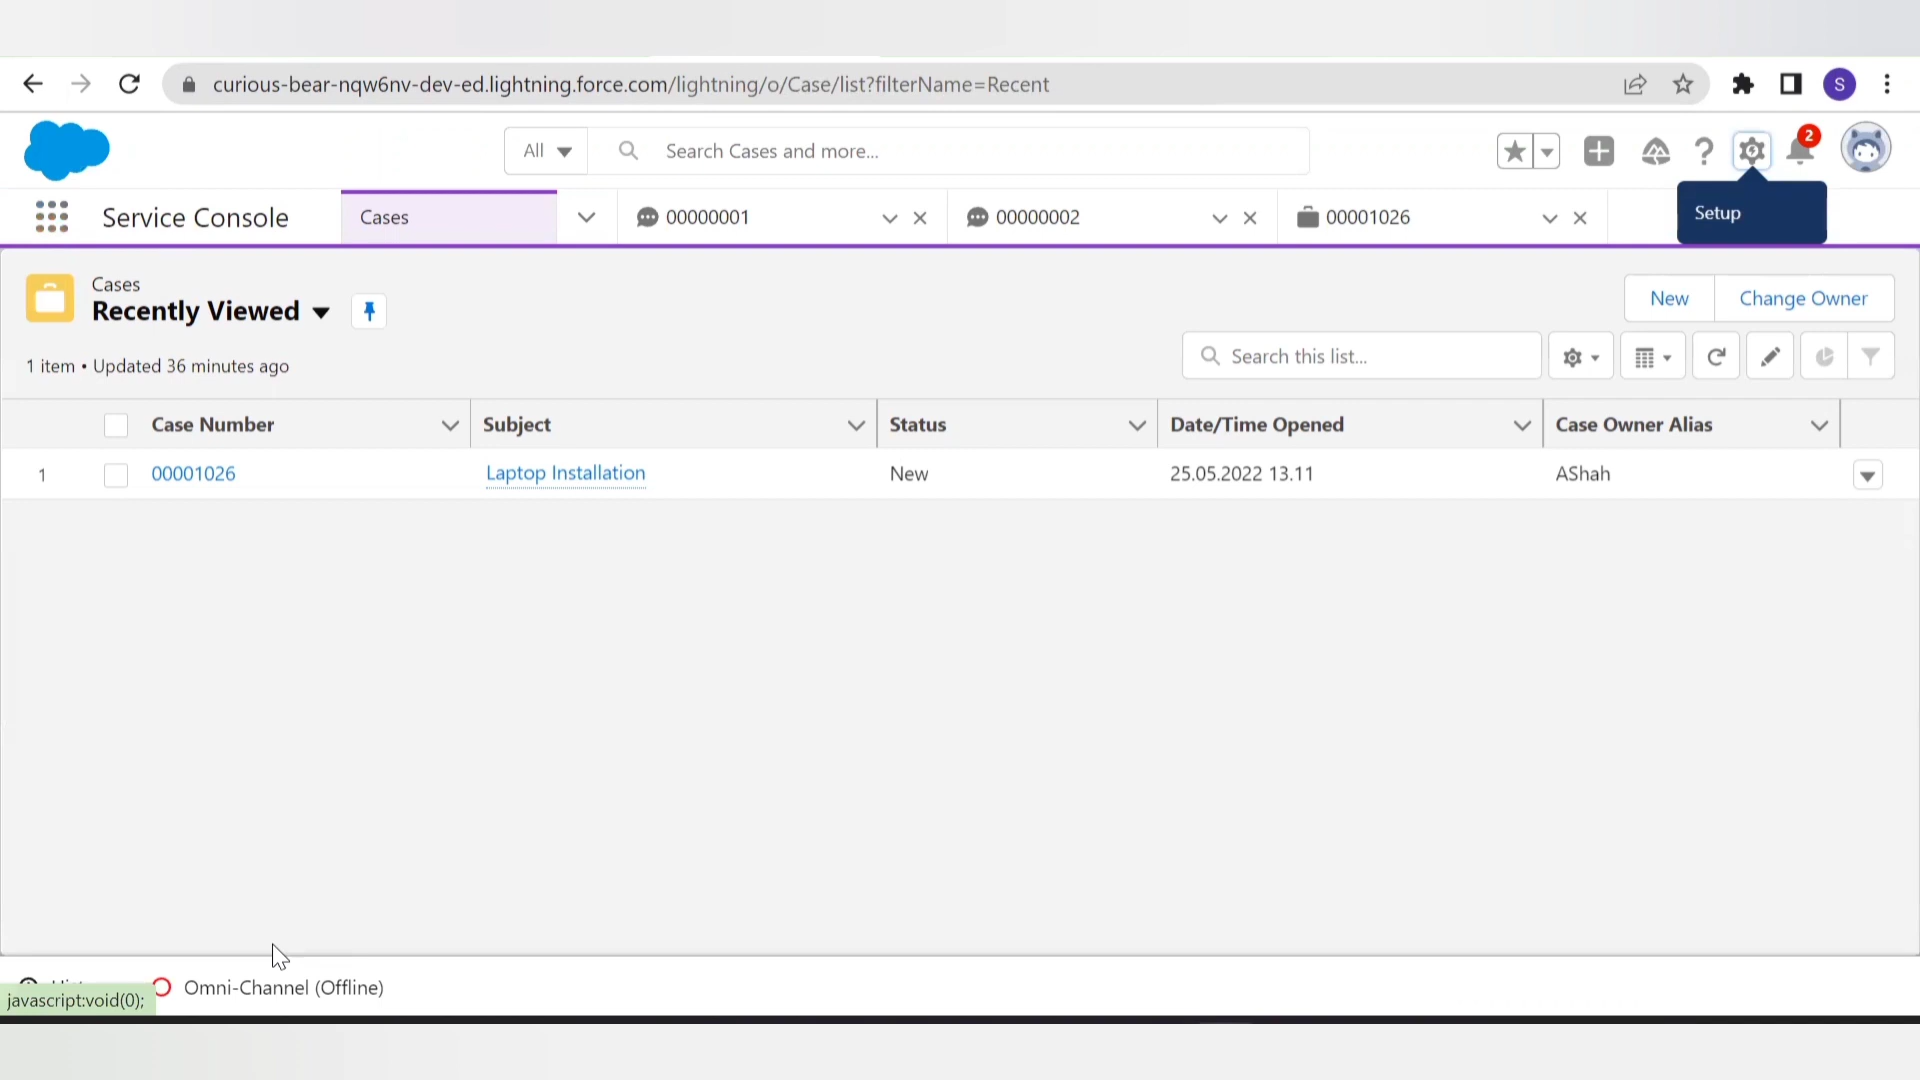 curious-bear-nqw6nv-dev-ed.lightning.force.com/lightning/o/Case/list?filterName=Recent
S
All
Search Cases and more...
2
Service Console
Cases
00000001
00000002
00001026
Setup
Cases
Recently Viewed
New
Change Owner
1 item • Updated 36 minutes ago
Search this list...
Case Number
Subject
Status
Date/Time Opened
Case Owner Alias
1
00001026
Laptop Installation
New
25.05.2022 13.11
AShah
Omni-Channel (Offline)
javascript:void(0);